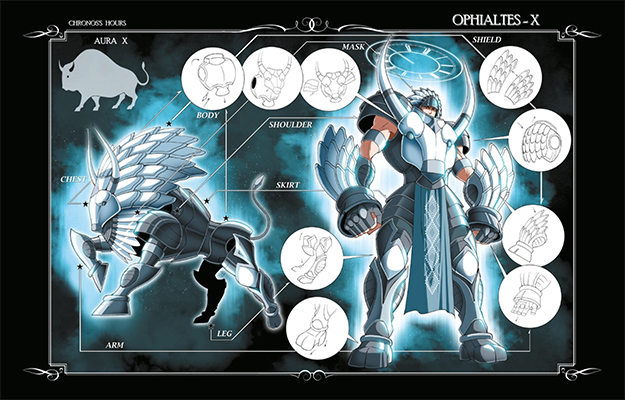 CHRONOSS HOURS
OPHIALTES - X
AURA X
MASK
SHIELD
BODY
SHOULDER
CHEST
SKIRT
LEG
ARM